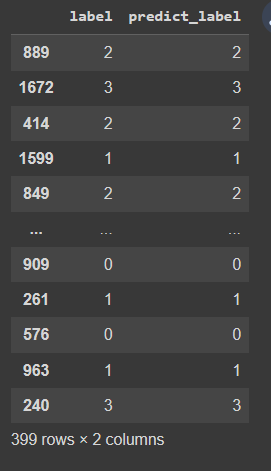 label predict_label
889 2 2
1672 3 3
414 2 2
1599 1 1
849 2 2
... ... ...
909 0 0
261 1 1
576 0 0
963 1 1
240 3 3
399 rows × 2 columns